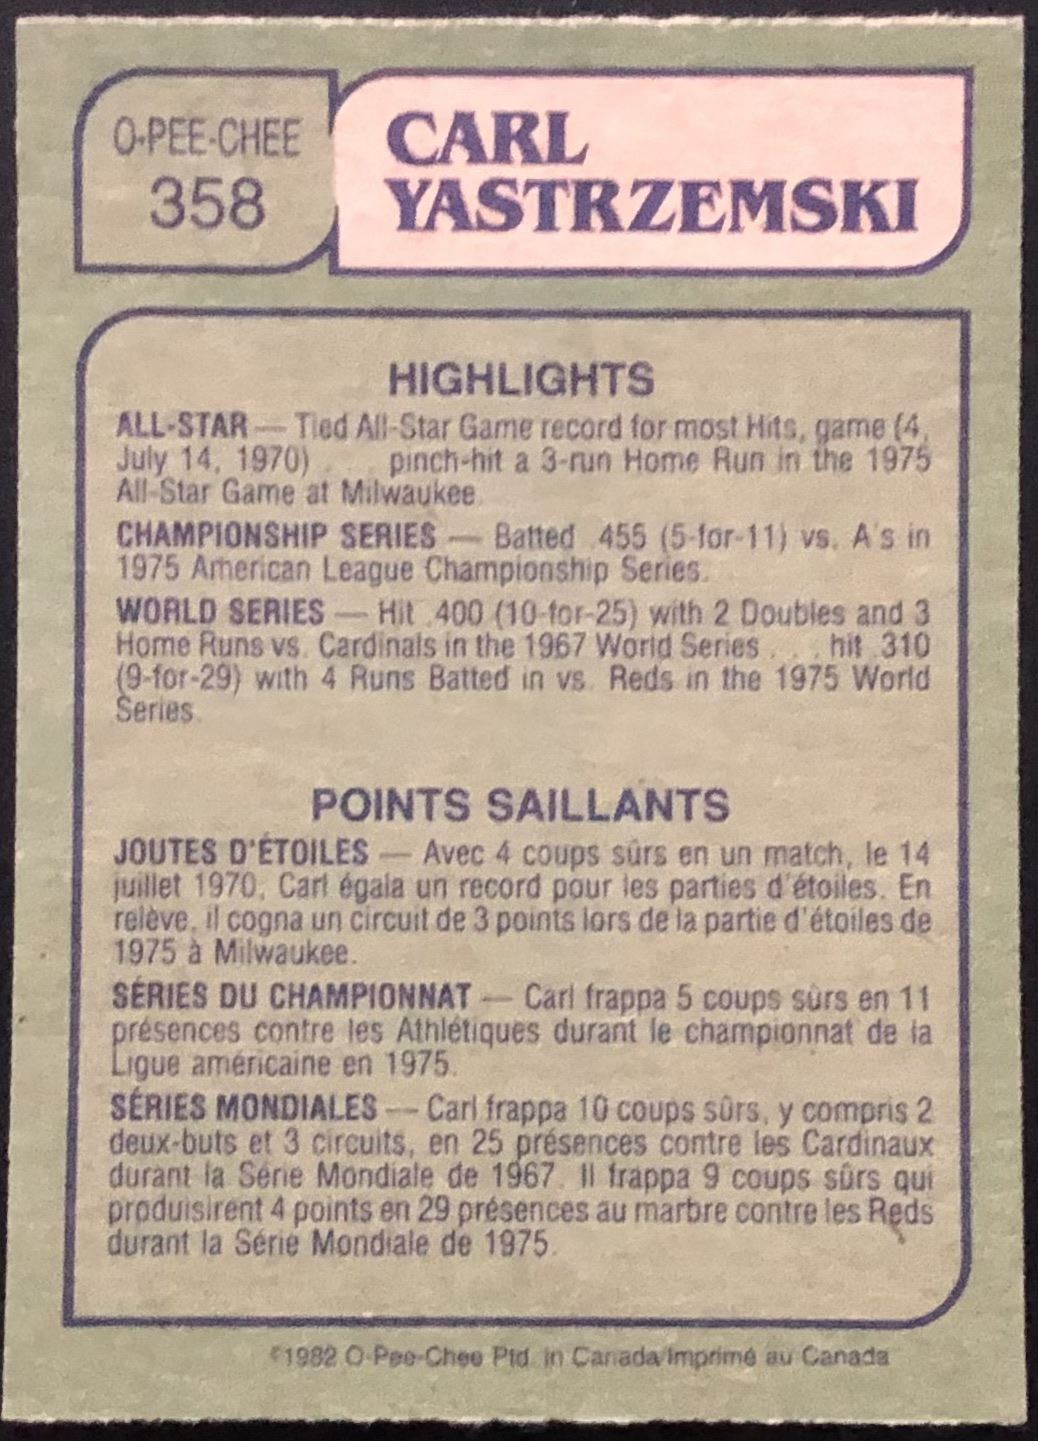 O-PEE-CHEE
358
CARL
YASTRZEMSKI
HIGHLIGHTS
ALL-STAR — Tied All-Star Game record for most Hits, game (4,
July 14, 1970) . . . pinch-hit a 3-run Home Run in the 1975
All-Star Game at Milwaukee.
CHAMPIONSHIP SERIES — Batted .455 (5-for-11) vs. A's in
1975 American League Championship Series.
WORLD SERIES — Hit .400 (10-for-25) with 2 Doubles and 3
Home Runs vs. Cardinals in the 1967 World Series . . . hit .310
(9-for-29) with 4 Runs Batted in vs. Reds in the 1975 World
Series.
POINTS SAILLANTS
JOUTES D'ÉTOILES — Avec 4 coups sûrs en un match, le 14
juillet 1970, Carl égala un record pour les parties d'étoiles. En
relève, il cogna un circuit de 3 points lors de la partie d'étoiles de
1975 à Milwaukee.
SÉRIES DU CHAMPIONNAT — Carl frappa 5 coups sûrs en 11
présences contre les Athlétiques durant le championnat de la
Ligue américaine en 1975.
SÉRIES MONDIALES — Carl frappa 10 coups sûrs, y compris 2
deux-buts et 3 circuits, en 25 présences contre les Cardinaux
durant la Série Mondiale de 1967. Il frappa 9 coups sûrs qui
produisirent 4 points en 29 présences au marbre contre les Reds
durant la Série Mondiale de 1975.
©1982 O-Pee-Chee Ptd. in Canada/Imprimé au Canada